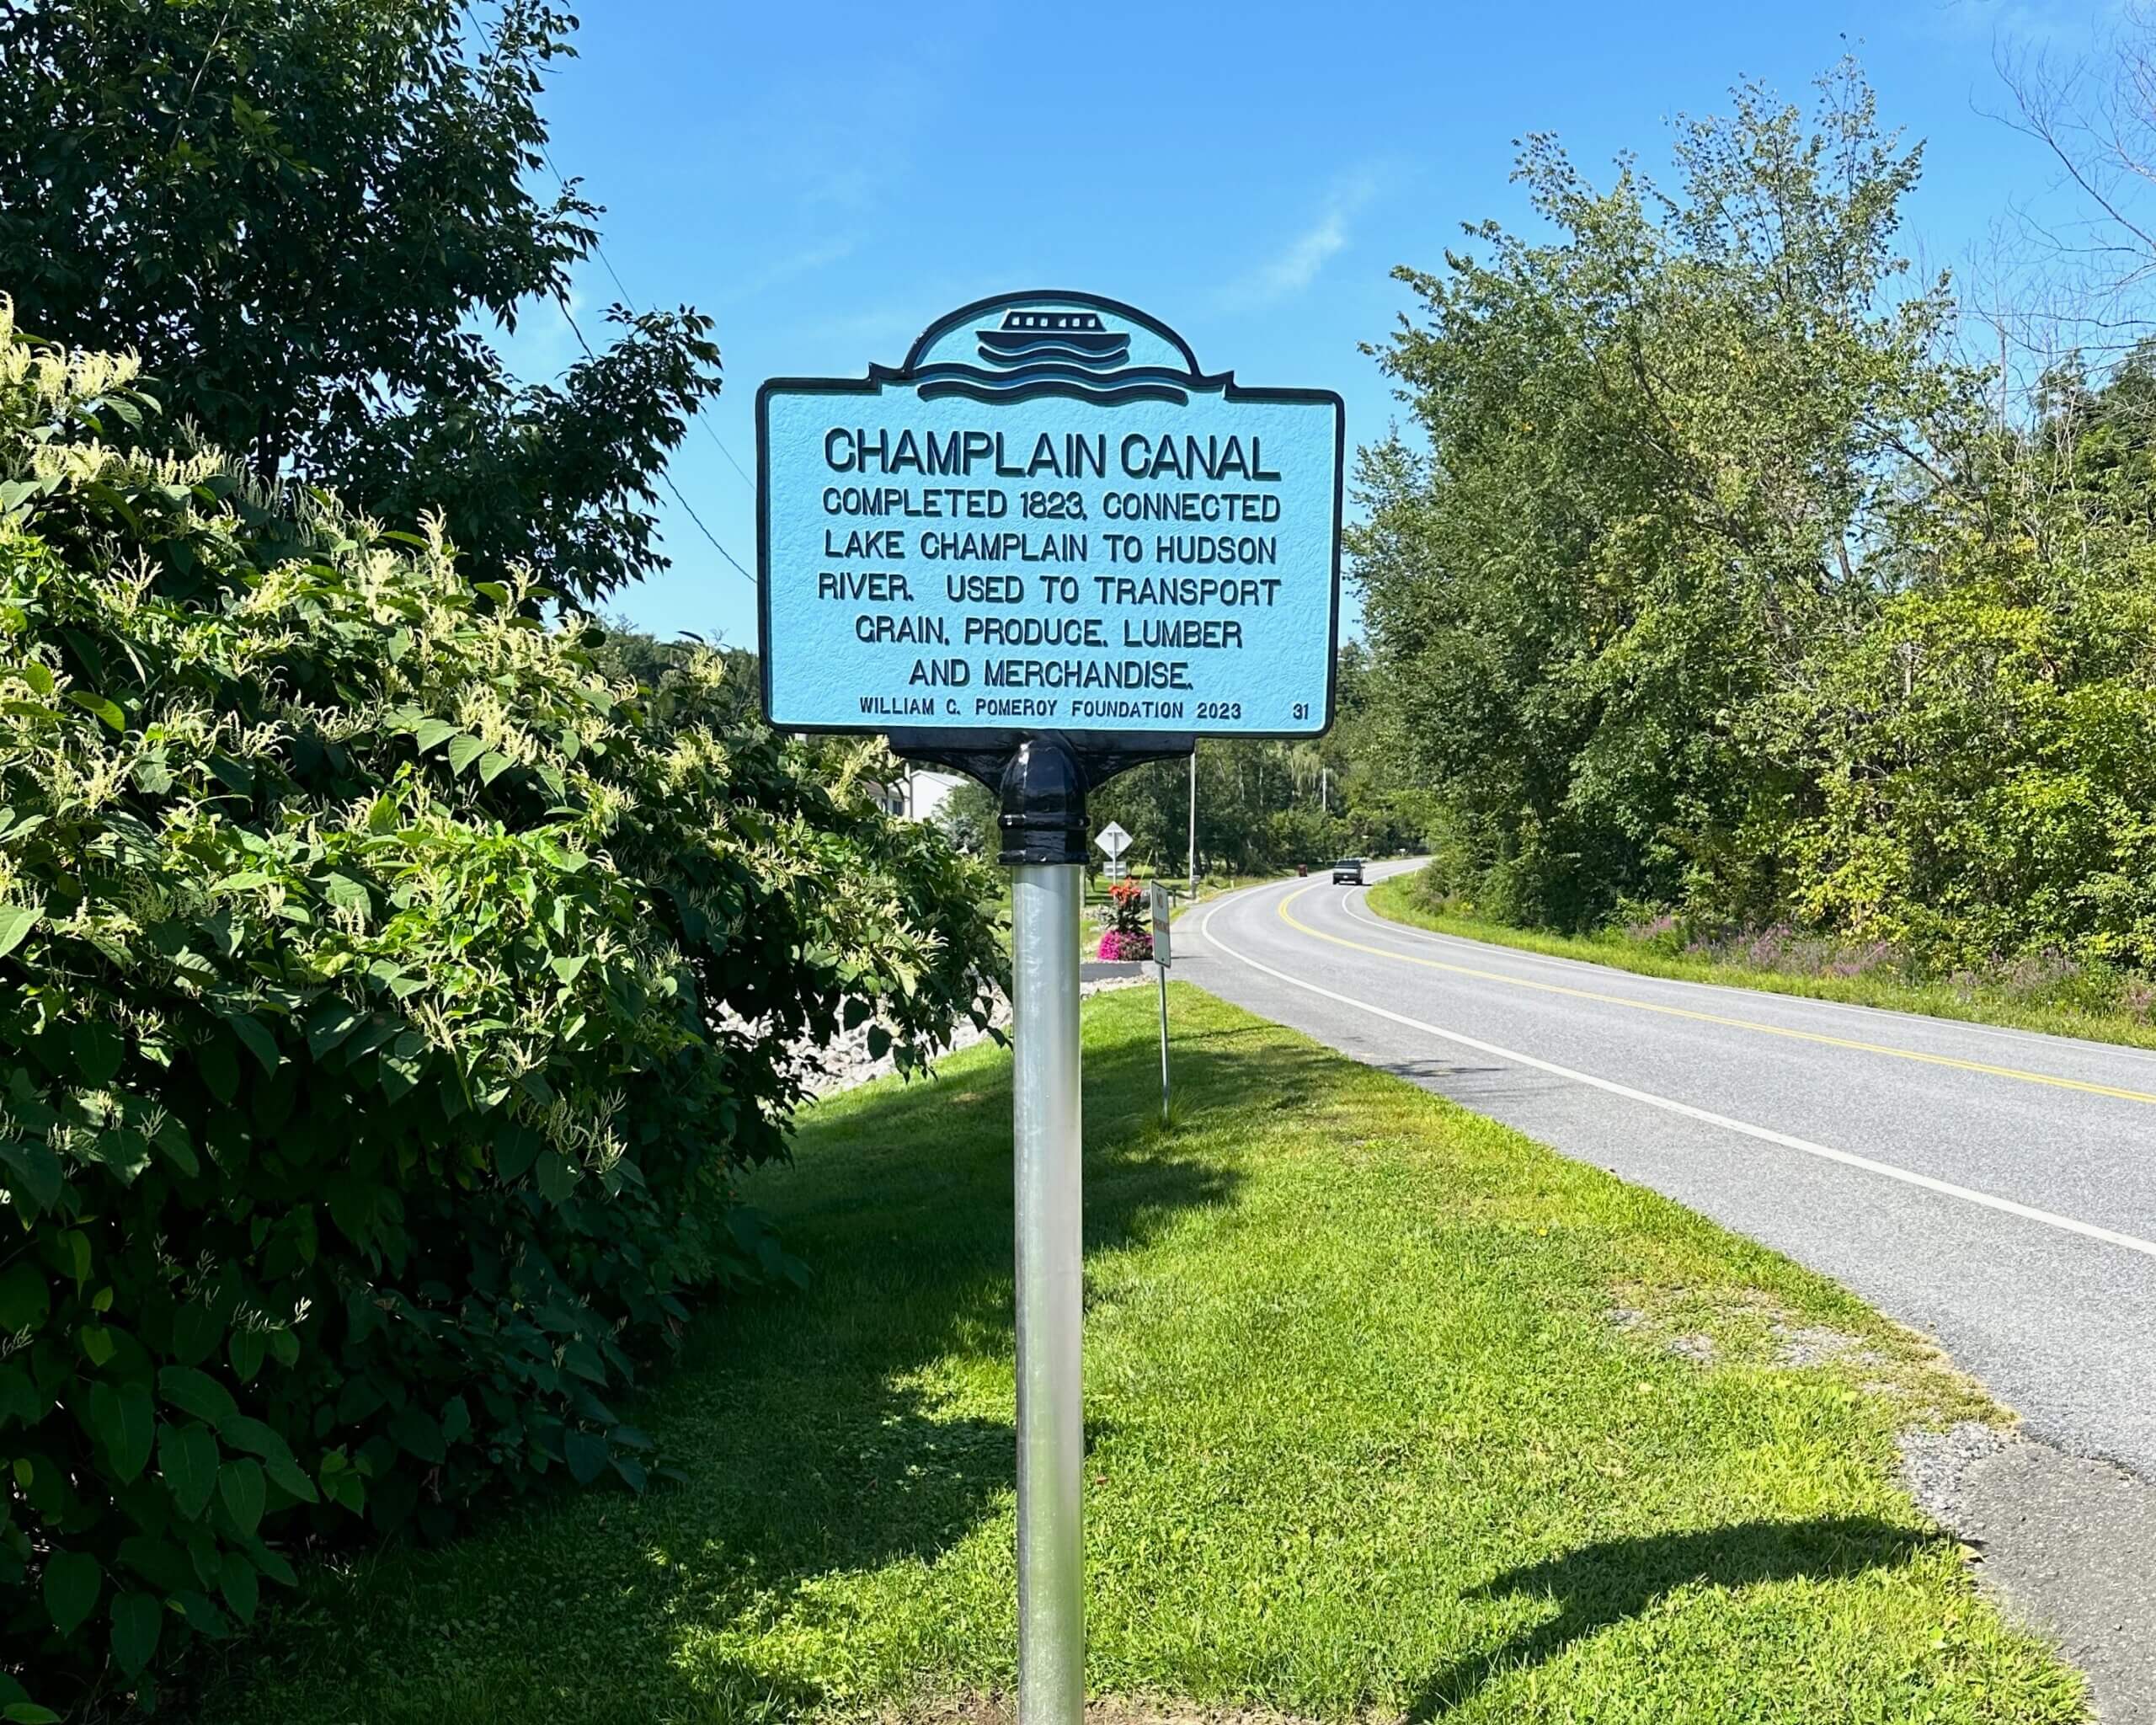 CHAMPLAIN CANAL
COMPLETED 1823, CONNECTED
LAKE CHAMPLAIN TO HUDSON
RIVER. USED TO TRANSPORT
GRAIN, PRODUCE, LUMBER
AND MERCHANDISE.
WILLIAM G. POMEROY FOUNDATION 2023 31